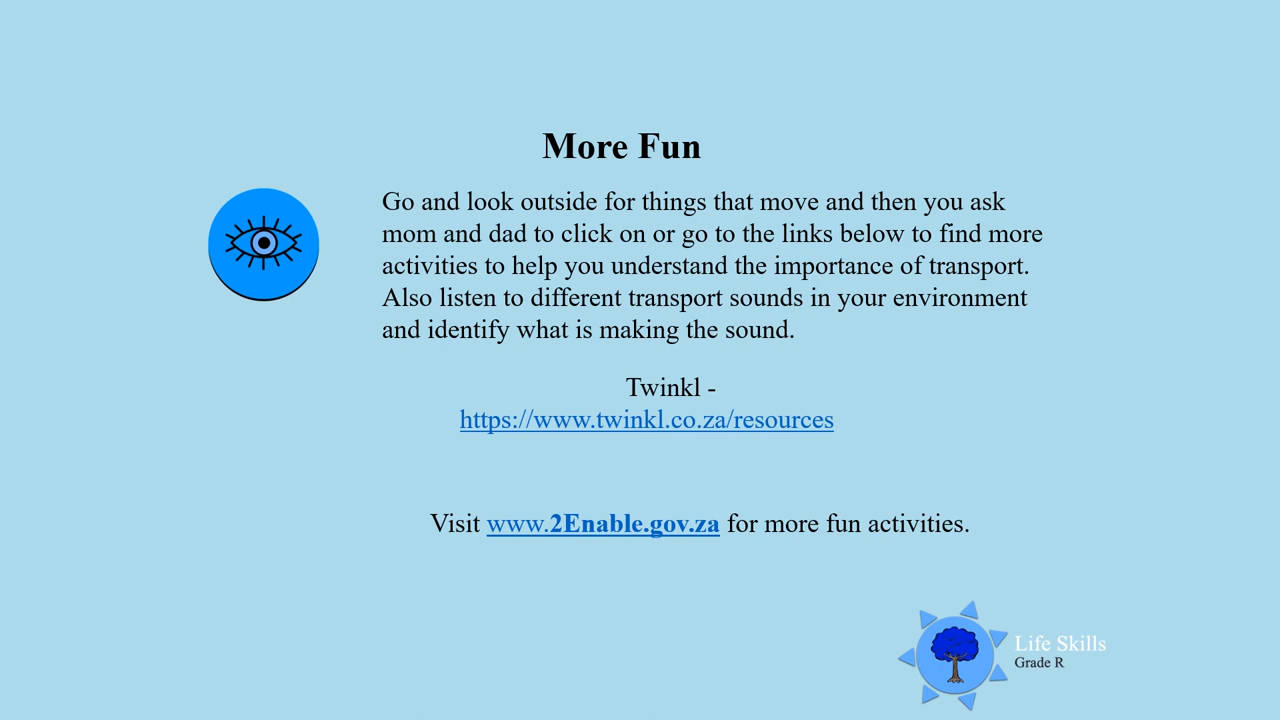 More Fun
Go and look outside for things that move and then you ask
mom and dad to click on or go to the links below to find more
activities to help you understand the importance of transport.
Also listen to different transport sounds in your environment
and identify what is making the sound.
Twinkl -
https://www.twinkl.co.za/resources
Visit www.2Enable.gov.za for more fun activities.
Life Skills
Grade R